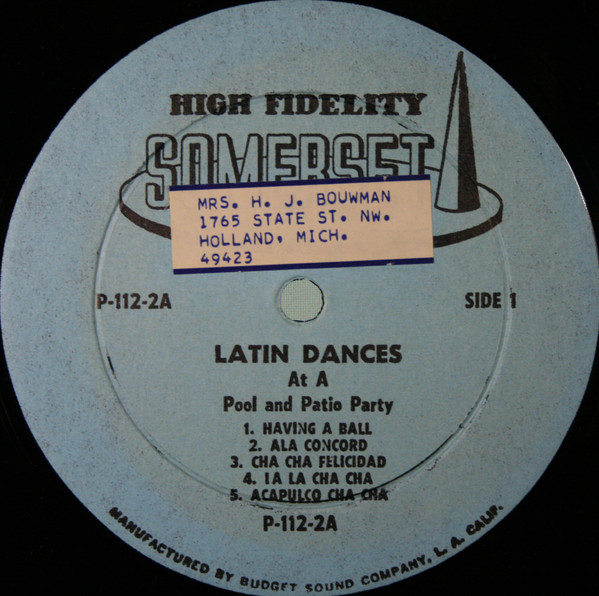 HIGH FIDELITY
SOMERSET
MRS. H. J. BOUWMAN
1765 STATE ST. NW.
HOLLAND, MICH.
49423
P-112-2A SIDE 1
LATIN DANCES
At A
Pool and Patio Party
1. HAVING A BALL
2. ALA CONCORD
3. CHA CHA FELICIDAD
4. LA LA CHA CHA
5. ACAPULCO CHA CHA
P-112-2A
MANUFACTURED BY BUDGET SOUND COMPANY, L. A. CALIF.